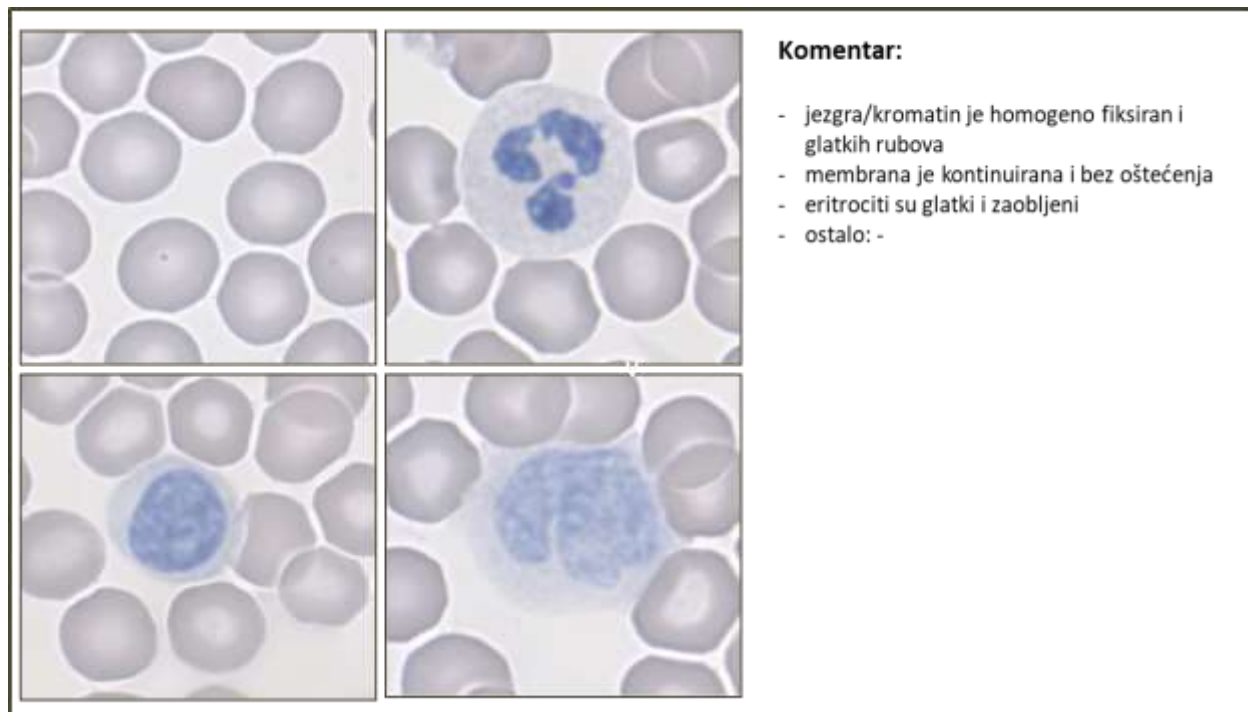 Komentar:
- jezgra/kromatin je homogeno fiksiran i
glatkih rubova
- membrana je kontinuirana i bez oštećenja
- eritrociti su glatki i zaobljeni
- ostalo: -